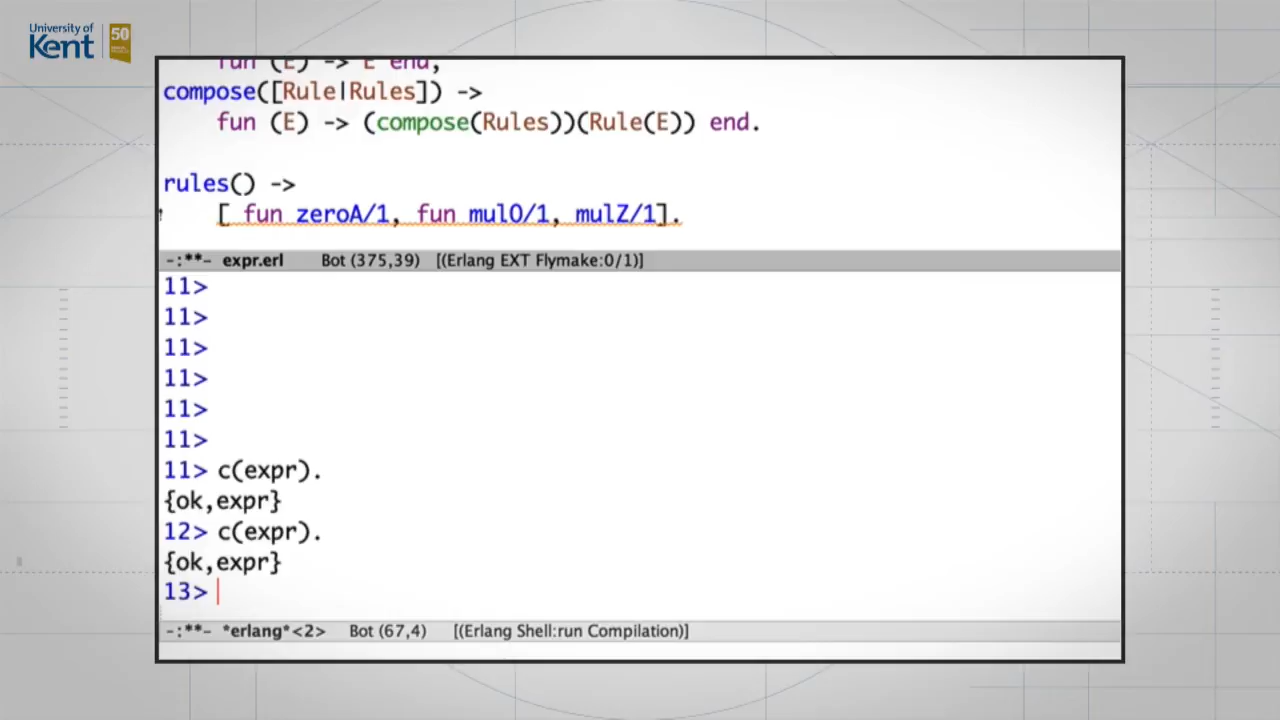 University of
Kent 50
fun (E) -> E end,
compose([Rule|Rules]) ->
fun (E) -> (compose(Rules))(Rule(E)) end.
rules() ->
[ fun zeroA/1, fun mulO/1, mulZ/1].
-:**- expr.erl Bot (375,39) [(Erlang EXT Flymake:0/1)]
11>
11>
11>
11>
11>
11>
11> c(expr).
{ok,expr}
12> c(expr).
{ok,expr}
13>
-:**- *erlang*<2> Bot (67,4) [(Erlang Shell:run Compilation)]